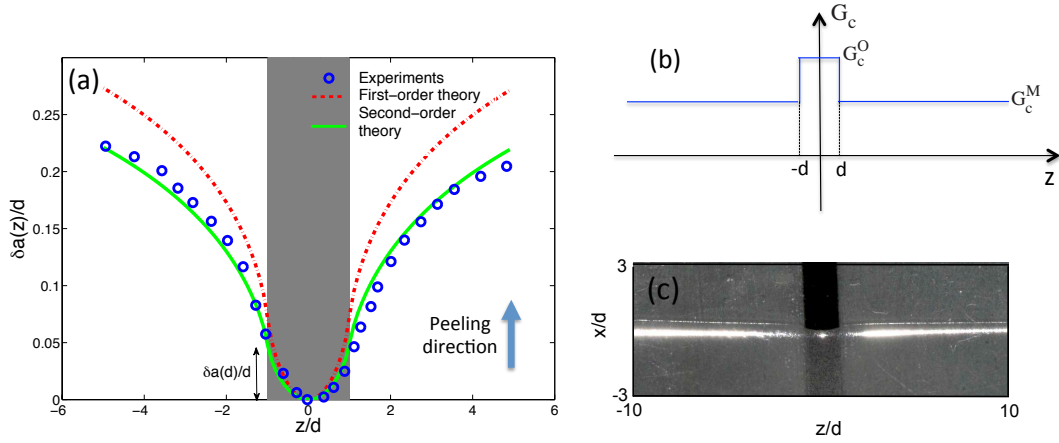 (a)
Experiments
First−order theory
Second−order
theory
0.25
0.2
0.15
0.1
0.05
0
δa(z)/d
δa(d)/d
Peeling
direction
−6
−4
−2
0
2
4
6
z/d
(b)
G_c
G_c^O
G_c^M
-d
d
z
(c)
3
x/d
-3
-10
z/d
10